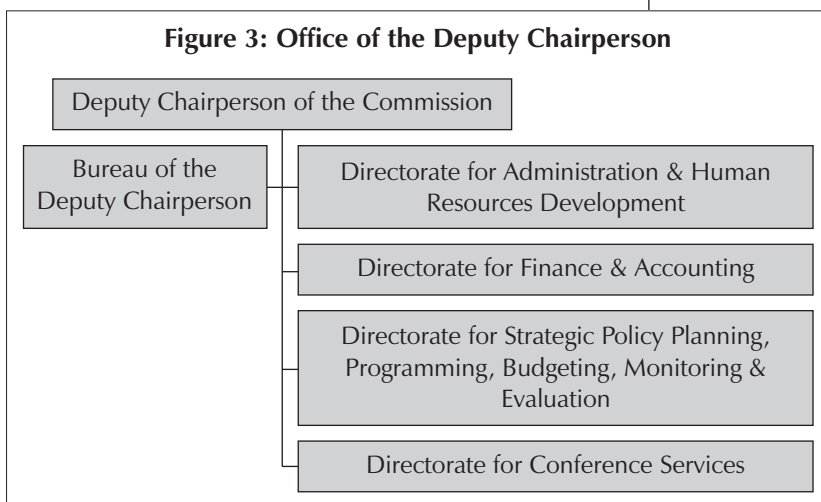 Figure 3: Office of the Deputy Chairperson
Deputy Chairperson of the Commission
Bureau of the
Deputy Chairperson
Directorate for Administration & Human
Resources Development
Directorate for Finance & Accounting
Directorate for Strategic Policy Planning,
Programming, Budgeting, Monitoring &
Evaluation
Directorate for Conference Services